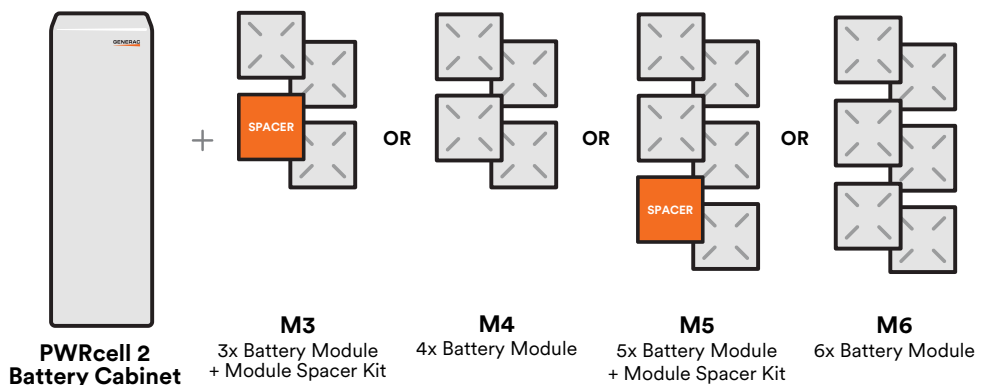 GENERAC
PWRcell 2
Battery Cabinet
+
SPACER
M3
3x Battery Module
+ Module Spacer Kit
OR
M4
4x Battery Module
OR
SPACER
M5
5x Battery Module
+ Module Spacer Kit
OR
M6
6x Battery Module